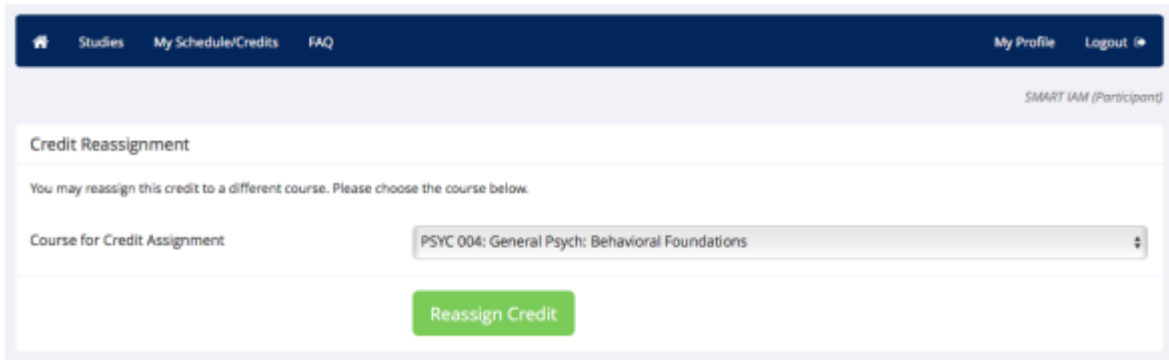 Studies My Schedule/Credits FAQ My Profile Logout
SMART IAM (Participant)
Credit Reassignment
You may reassign this credit to a different course. Please choose the course below.
Course for Credit Assignment PSYC 004: General Psych: Behavioral Foundations
Reassign Credit